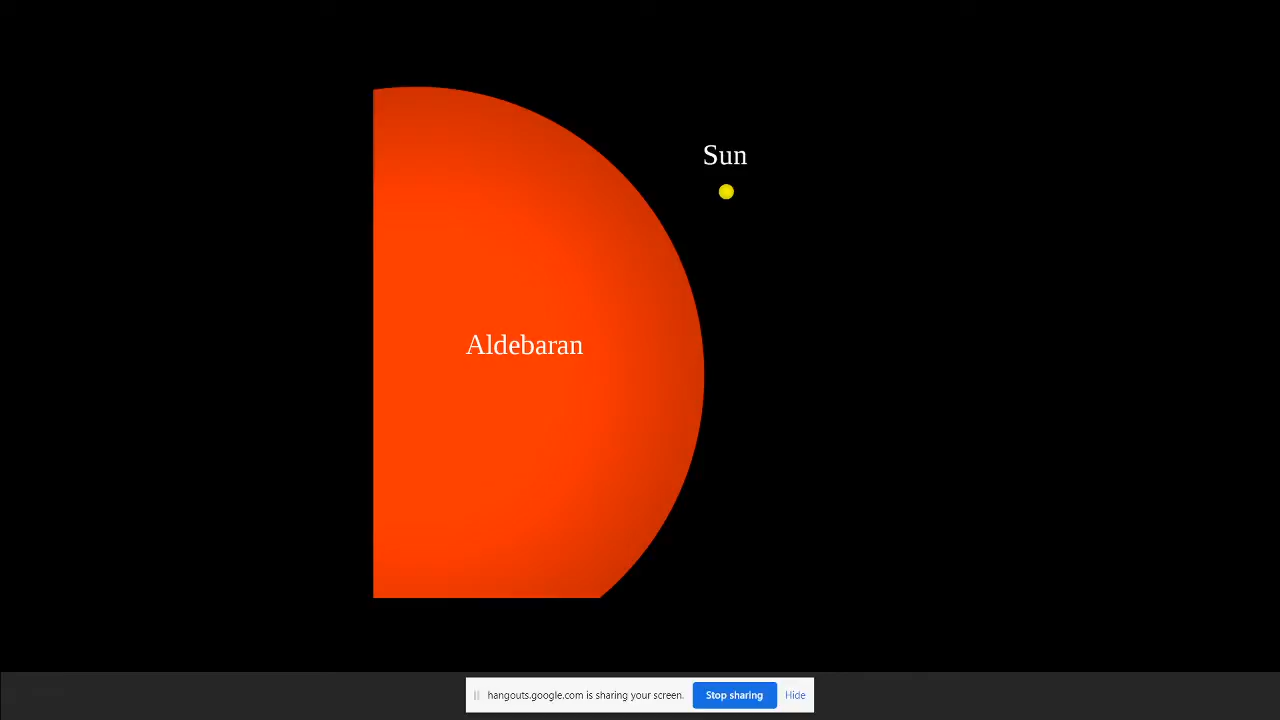 Sun
Aldebaran
hangouts.google.com is sharing your screen.
Stop sharing
Hide